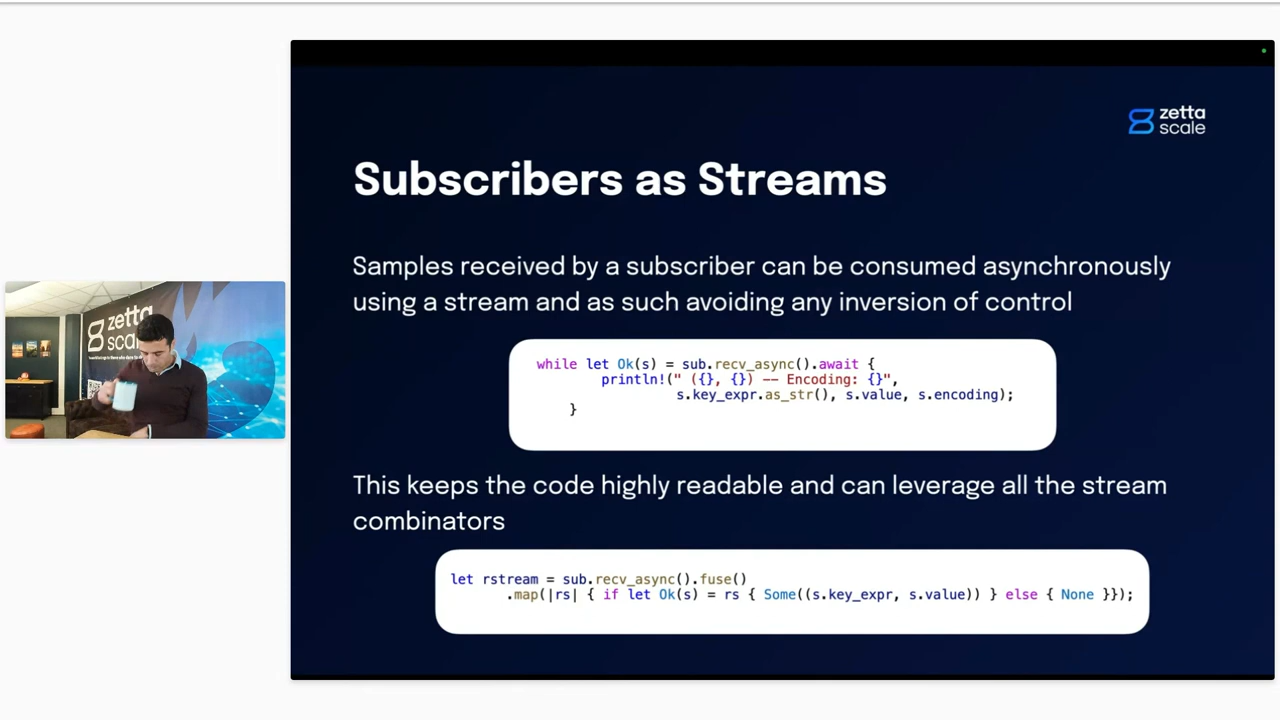 zetta
scale
Subscribers as Streams
Samples received by a subscriber can be consumed asynchronously
using a stream and as such avoiding any inversion of control
while let Ok(s) = sub.recv_async().await {
println!(" ({}, {}) -- Encoding: {}",
s.key_expr.as_str(), s.value, s.encoding);
}
This keeps the code highly readable and can leverage all the stream
combinators
let rstream = sub.recv_async().fuse()
.map(|rs| { if let Ok(s) = rs { Some((s.key_expr, s.value)) } else { None }});
zetta